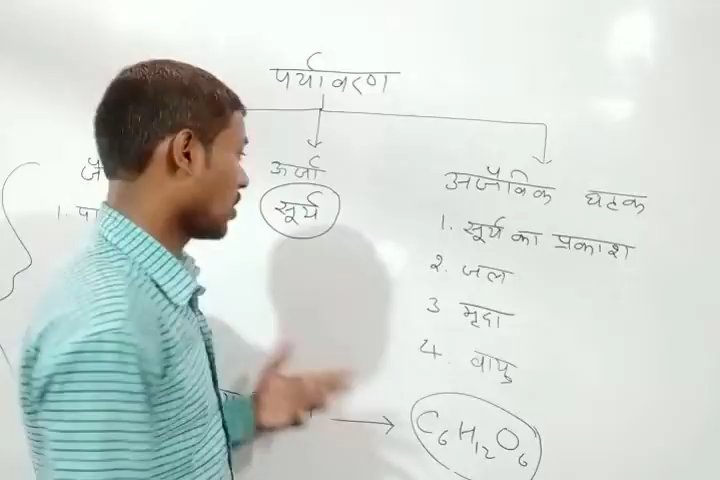 पर्यावरण
ऊर्जा
सूर्य
अजैविक घटक
1. सूर्य का प्रकाश
2. जल
3 मृदा
4. वायु
→ C₆H₁₂O₆